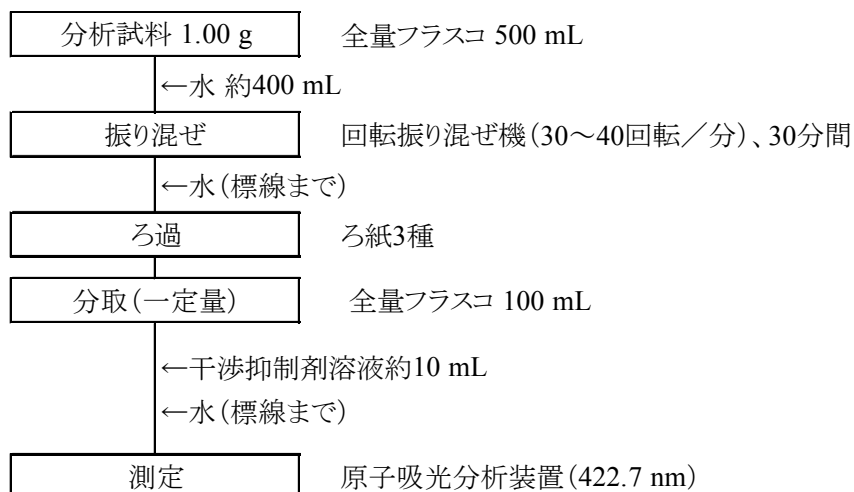 分析試料 1.00 g 全量フラスコ 500 mL
←水 約400 mL
振り混ぜ 回転振り混ぜ機(30~40回転/分)、30分間
←水(標線まで)
ろ過 ろ紙3種
分取(一定量) 全量フラスコ 100 mL
←干渉抑制剤溶液約10 mL
←水(標線まで)
測定 原子吸光分析装置(422.7 nm)